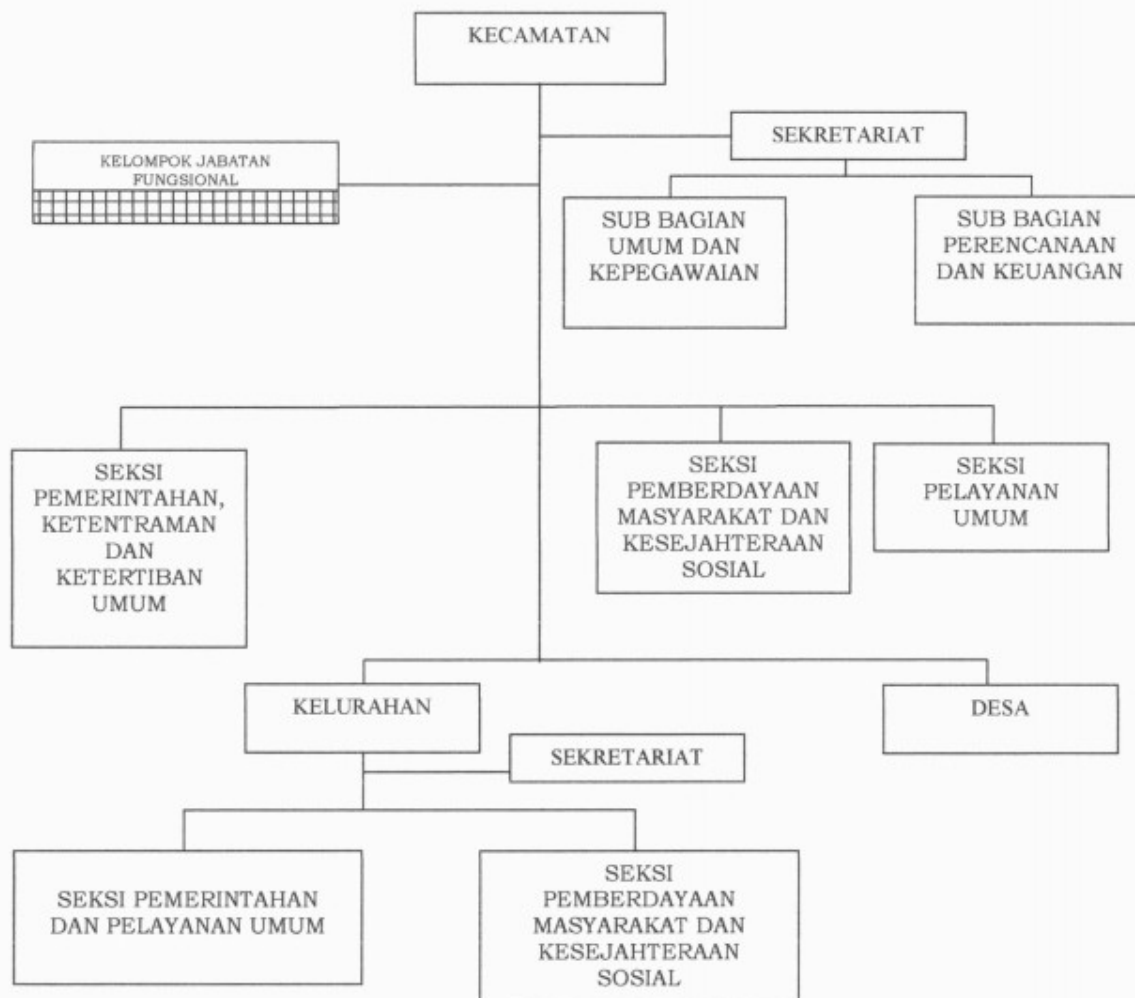 KECAMATAN
SEKRETARIAT
KELOMPOK JABATAN
FUNGSIONAL
SUB BAGIAN
UMUM DAN
KEPEGAWAIAN
SUB BAGIAN
PERENCANAAN
DAN KEUANGAN
SEKSI
PEMERINTAHAN,
KETENTRAMAN
DAN
KETERTIBAN
UMUM
SEKSI
PEMBERDAYAAN
MASYARAKAT DAN
KESEJAHTERAAN
SOSIAL
SEKSI
PELAYANAN
UMUM
KELURAHAN
DESA
SEKRETARIAT
SEKSI PEMERINTAHAN
DAN PELAYANAN UMUM
SEKSI
PEMBERDAYAAN
MASYARAKAT DAN
KESEJAHTERAAN
SOSIAL